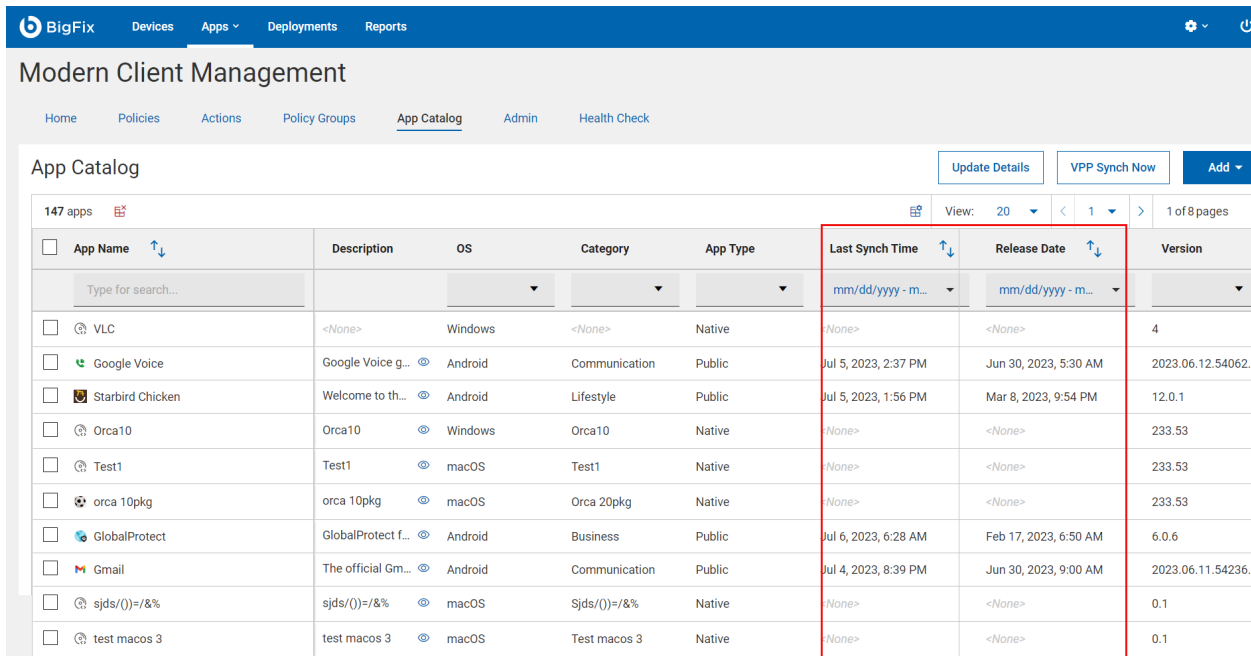 BigFix Devices Apps Deployments Reports
Modern Client Management
Home Policies Actions Policy Groups App Catalog Admin Health Check
App Catalog Update Details VPP Synch Now Add
147 apps View: 20 1 1 of 8 pages
App Name Description OS Category App Type Last Synch Time Release Date Version
Type for search... mm/dd/yyyy - m... mm/dd/yyyy - m...
VLC <None> Windows <None> Native <None> <None> 4
Google Voice Google Voice g... Android Communication Public Jul 5, 2023, 2:37 PM Jun 30, 2023, 5:30 AM 2023.06.12.54062.
Starbird Chicken Welcome to th... Android Lifestyle Public Jul 5, 2023, 1:56 PM Mar 8, 2023, 9:54 PM 12.0.1
Orca10 Orca10 Windows Orca10 Native <None> <None> 233.53
Test1 Test1 macOS Test1 Native <None> <None> 233.53
orca 10pkg orca 10pkg macOS Orca 20pkg Native <None> <None> 233.53
GlobalProtect GlobalProtect f... Android Business Public Jul 6, 2023, 6:28 AM Feb 17, 2023, 6:50 AM 6.0.6
Gmail The official Gm... Android Communication Public Jul 4, 2023, 8:39 PM Jun 30, 2023, 9:00 AM 2023.06.11.54236.
sjds/())=/&% sjds/())=/&% macOS Sjds/())=/&% Native <None> <None> 0.1
test macos 3 test macos 3 macOS Test macos 3 Native <None> <None> 0.1